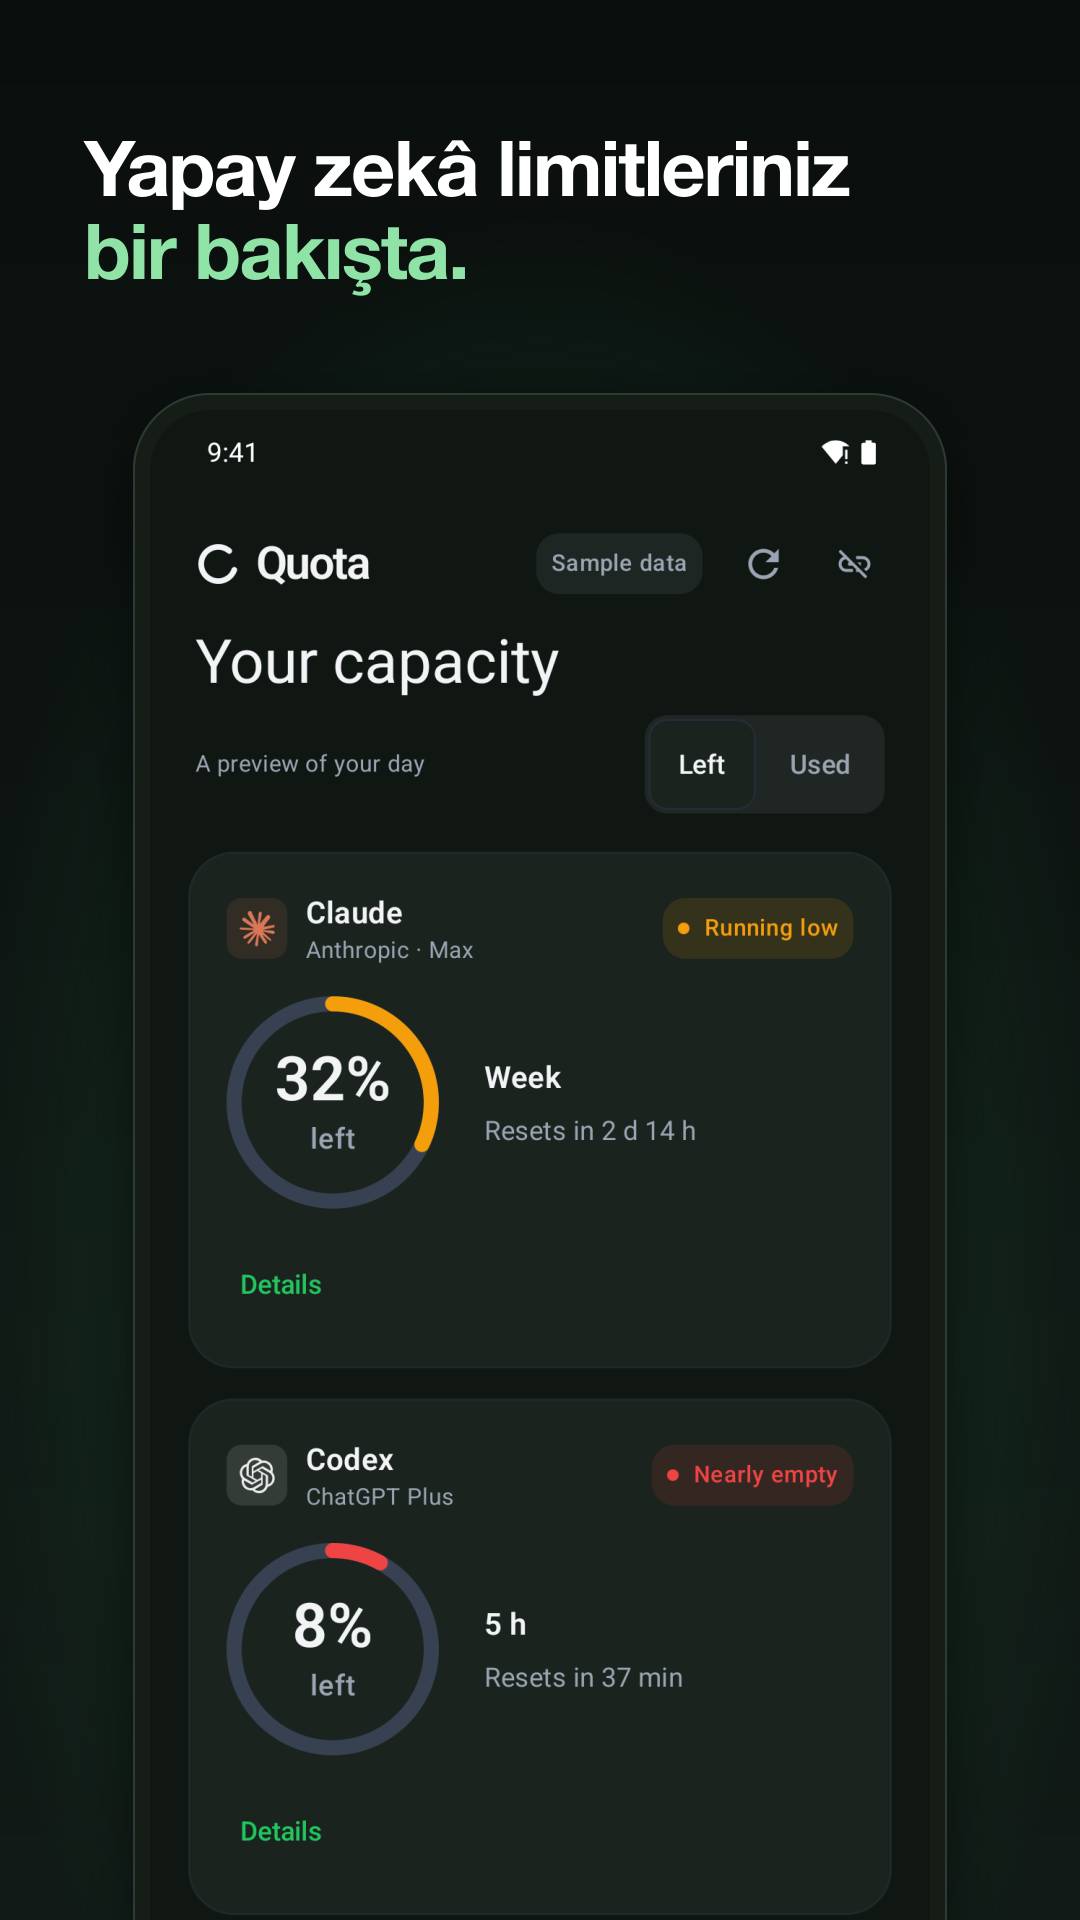 Yapay zekâ limitleriniz
bir bakışta.
9:41
Quota
Sample data
Your capacity
A preview of your day
Left
Used
Claude
Anthropic · Max
Running low
32%
left
Week
Resets in 2 d 14 h
Details
Codex
ChatGPT Plus
Nearly empty
8%
left
5 h
Resets in 37 min
Details